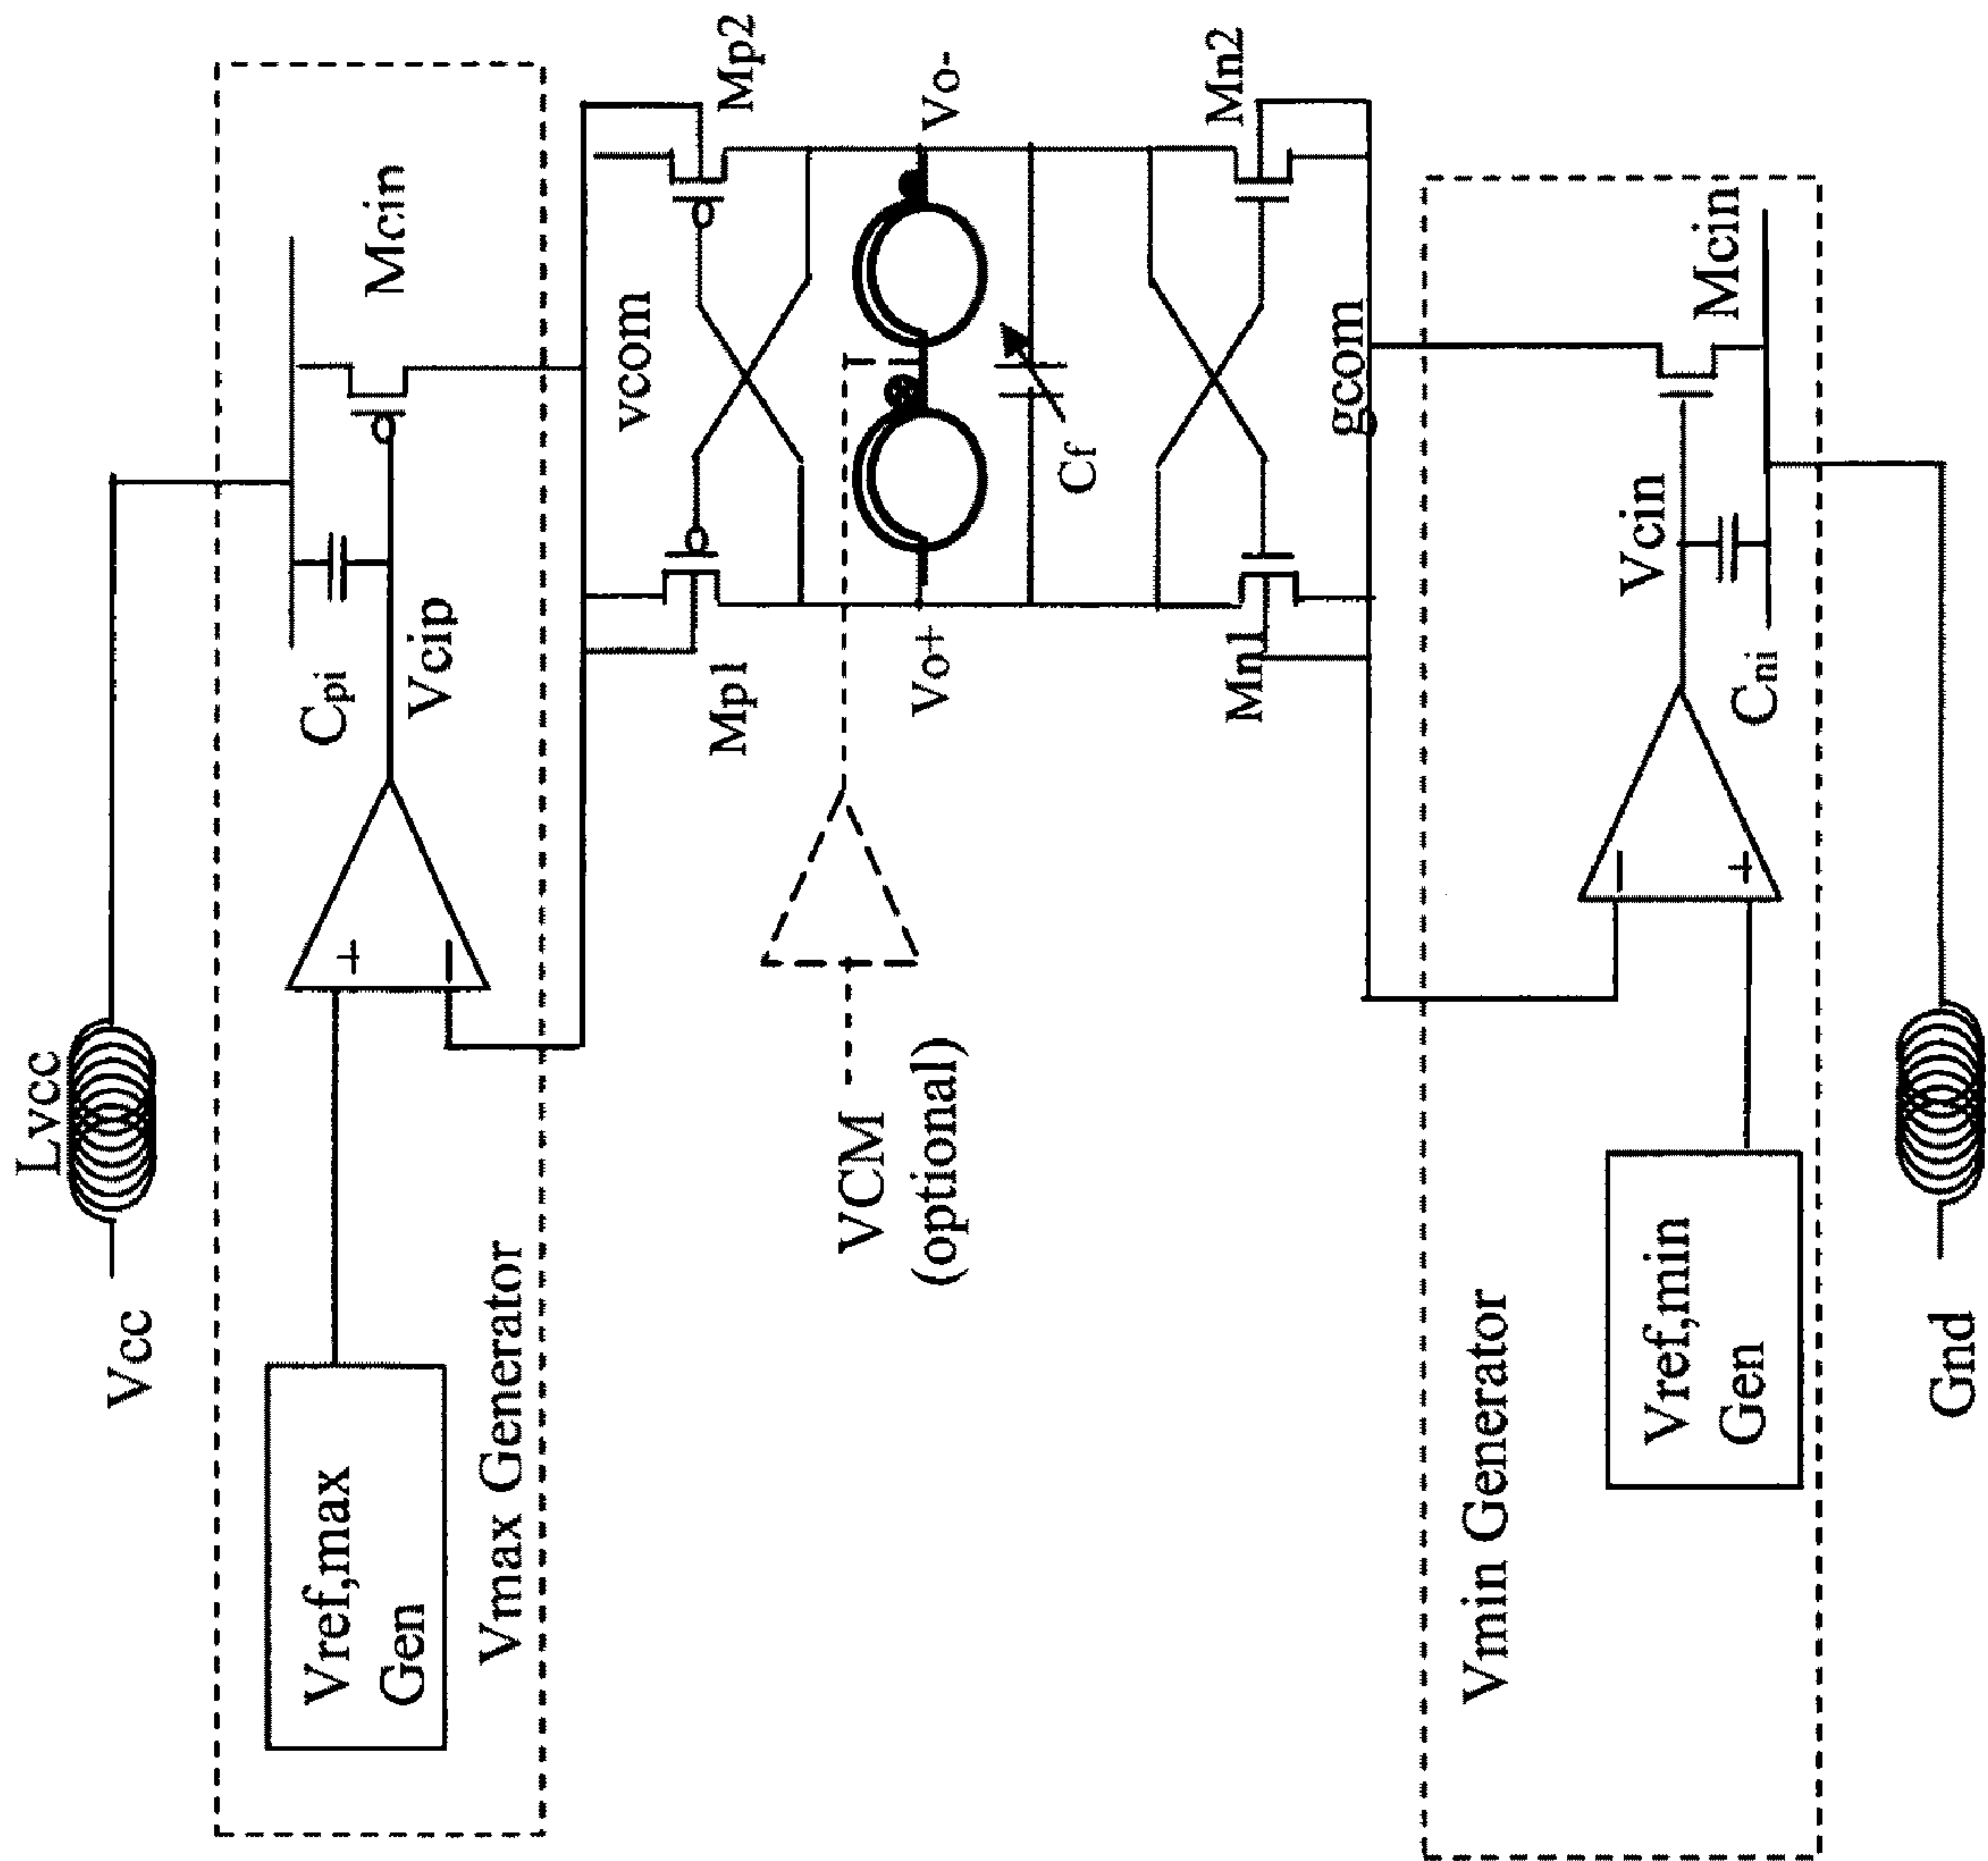 Lvcc
Vcc
Vref,max
Gen
Vmax Generator
+
−
Cpi
Vcip
Mcin
vcom
Mp1
Mp2
Vo+
Vo-
VCM
(optional)
Cf
Mn1
Mn2
gcom
Vmin Generator
Vref,min
Gen
−
+
Vcin
Cni
Mcin
Gnd